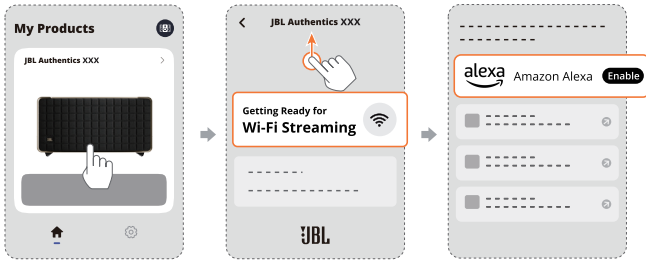 My Products
JBL Authentics XXX
JBL
JBL Authentics XXX
Getting Ready for
Wi-Fi Streaming
JBL
alexa
Amazon Alexa
Enable